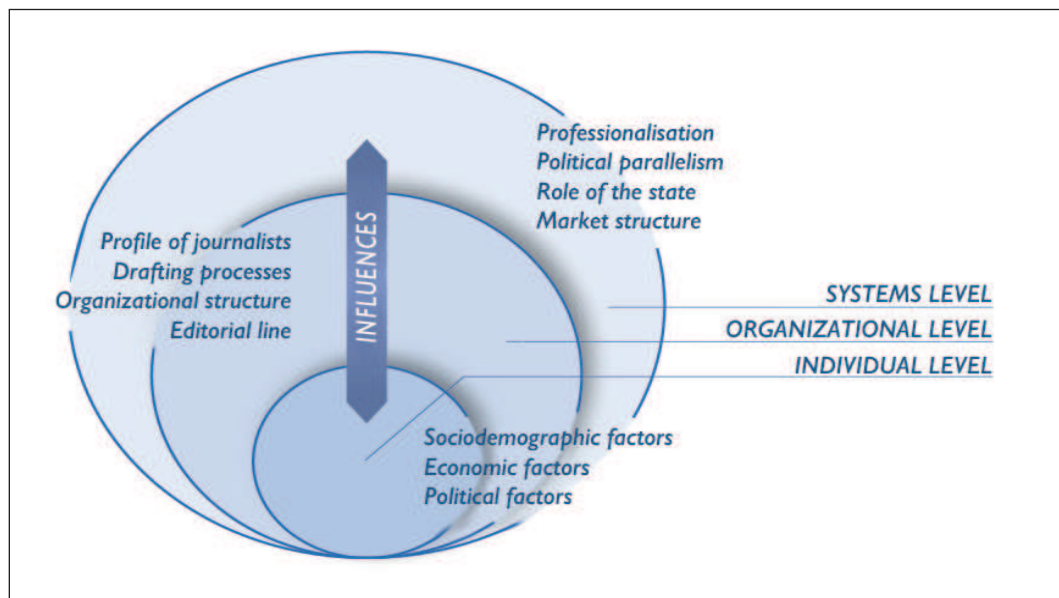 Professionalisation
Political parallelism
Role of the state
Market structure
Profile of journalists
Drafting processes
Organizational structure
Editorial line
INFLUENCES
SYSTEMS LEVEL
ORGANIZATIONAL LEVEL
INDIVIDUAL LEVEL
Sociodemographic factors
Economic factors
Political factors